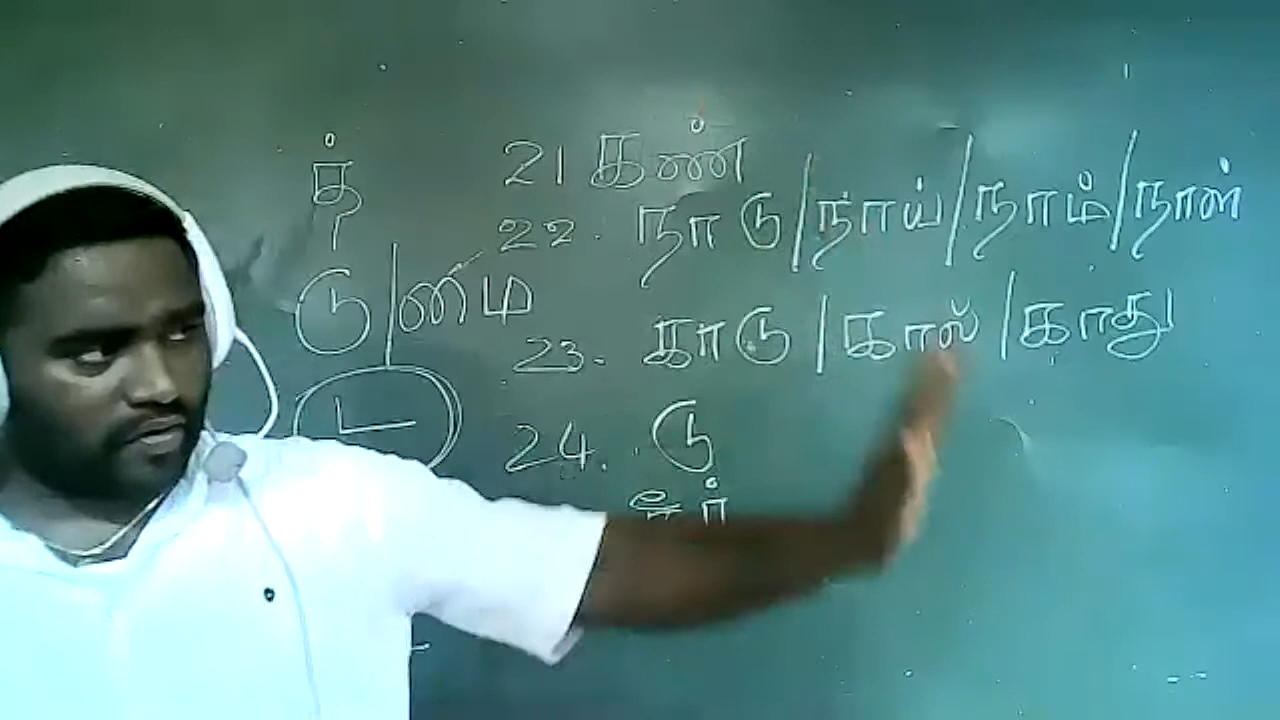 த்
டு/மை
ட
21 கண்
22. நாடு/நாய்/நாம்/நான்
23. காடு/கால்/காது
24. டு